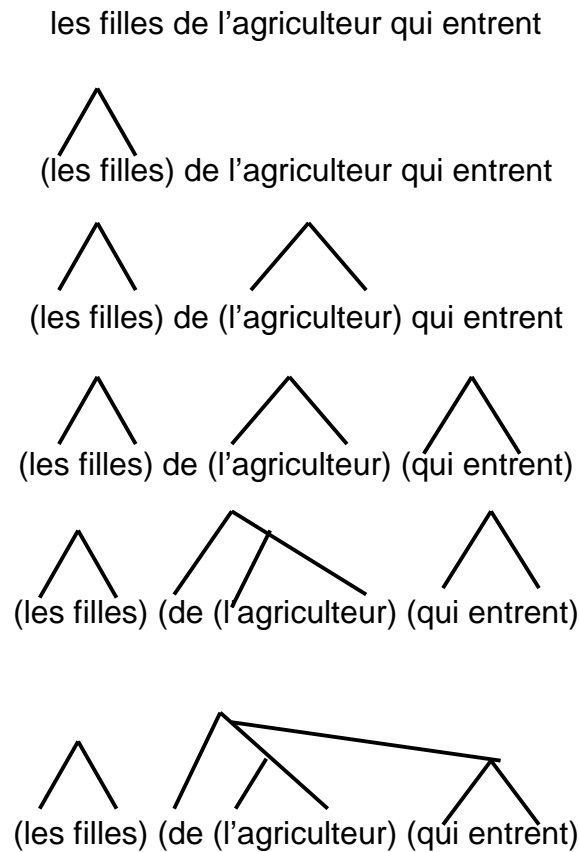 les filles de l’agriculteur qui entrent
(les filles) de l’agriculteur qui entrent
(les filles) de (l’agriculteur) qui entrent
(les filles) de (l’agriculteur) (qui entrent)
(les filles) (de (l’agriculteur) (qui entrent)
(les filles) (de (l’agriculteur) (qui entrent)